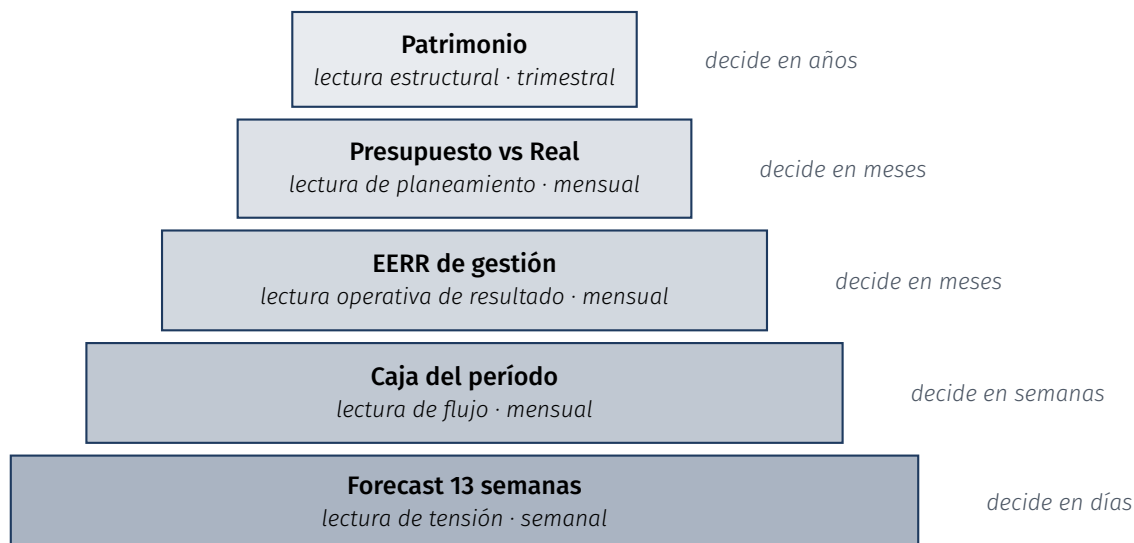 Patrimonio
lectura estructural · trimestral
decide en años
Presupuesto vs Real
lectura de planeamiento · mensual
decide en meses
EERR de gestión
lectura operativa de resultado · mensual
decide en meses
Caja del período
lectura de flujo · mensual
decide en semanas
Forecast 13 semanas
lectura de tensión · semanal
decide en días